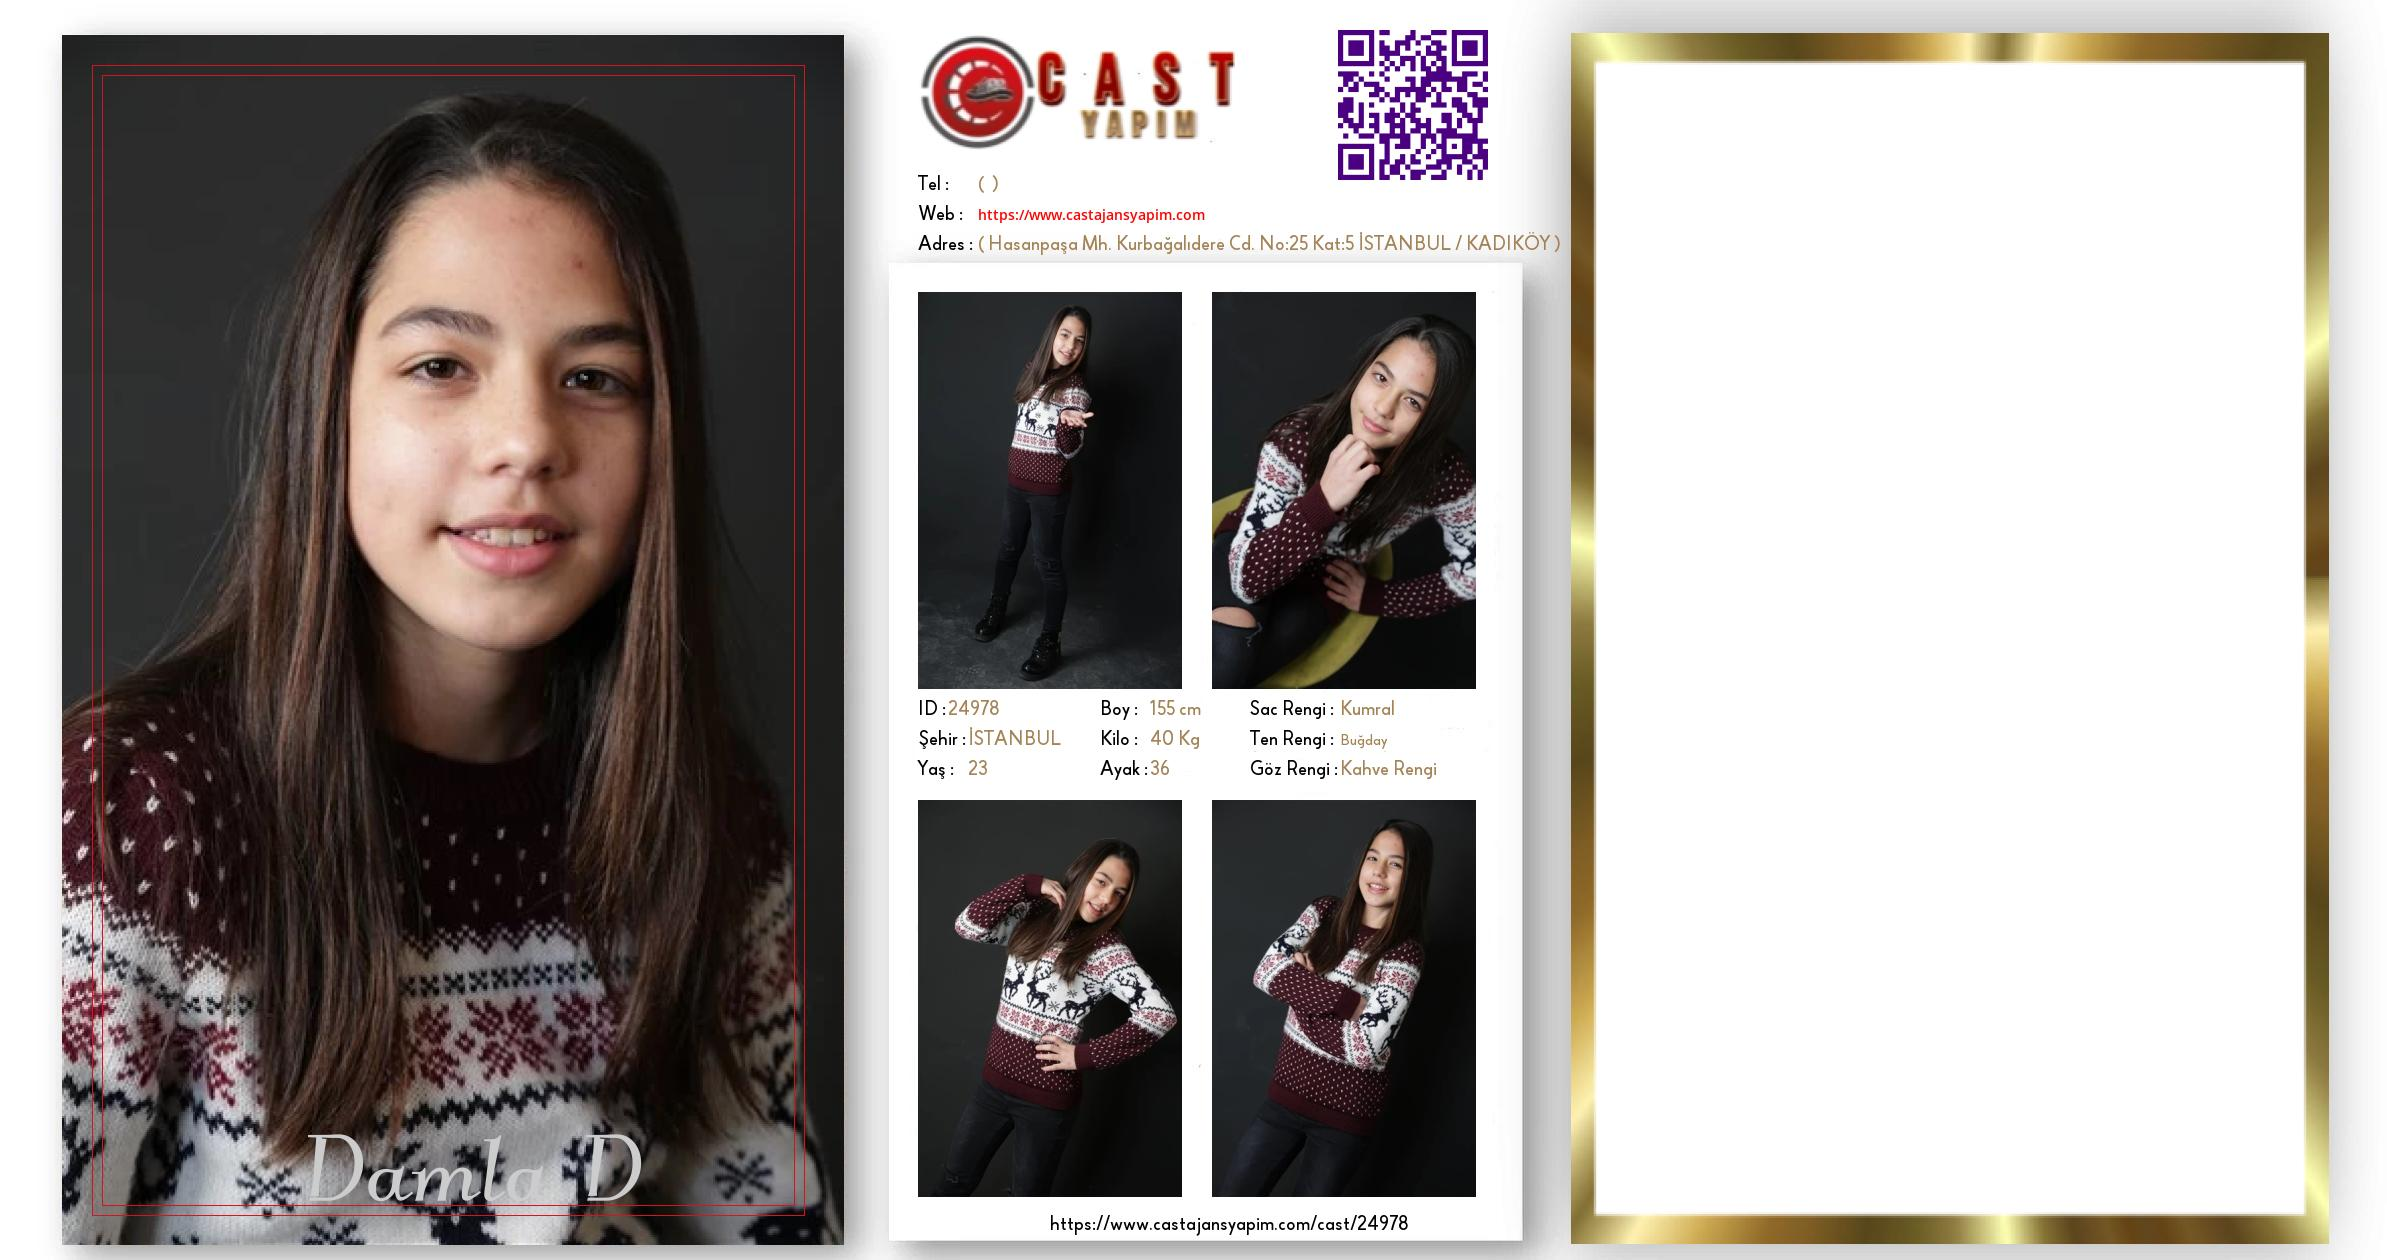 Damla D
CAST
YAPIM
Tel : ( )
Web : https://www.castajansyapim.com
Adres : ( Hasanpaşa Mh. Kurbağalıdere Cd. No:25 Kat:5 İSTANBUL / KADIKÖY )
ID : 24978 Boy : 155 cm Sac Rengi : Kumral
Şehir : İSTANBUL Kilo : 40 Kg Ten Rengi : Buğday
Yaş : 23 Ayak : 36 Göz Rengi : Kahve Rengi
https://www.castajansyapim.com/cast/24978